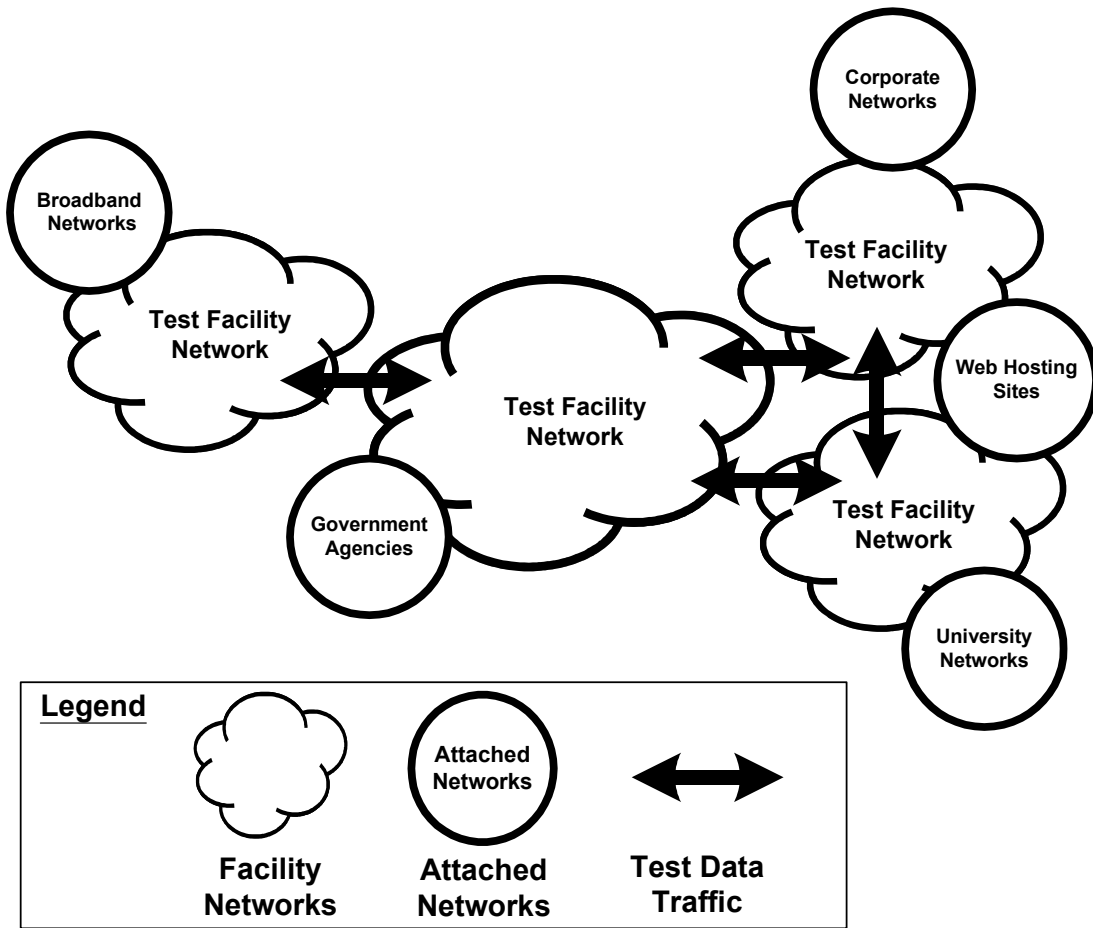 Corporate
Networks
Broadband
Networks
Test Facility
Network
Test Facility
Network
Test Facility
Network
Web Hosting
Sites
Government
Agencies
Test Facility
Network
University
Networks
Legend
Attached
Networks
Facility
Networks
Attached
Networks
Test Data
Traffic